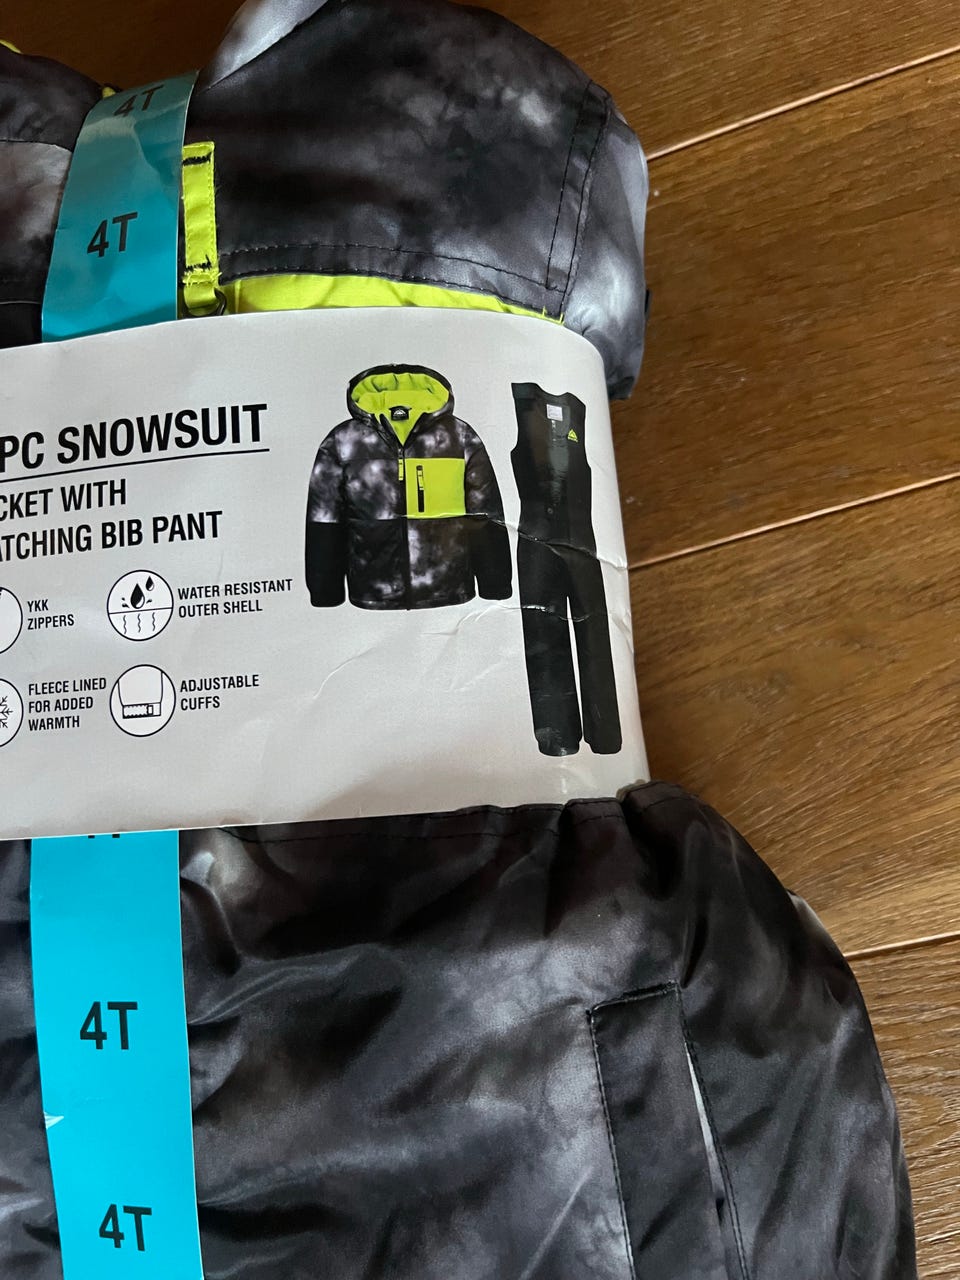 4T
4T
PC SNOWSUIT
CKET WITH
ATCHING BIB PANT
YKK
ZIPPERS
WATER RESISTANT
OUTER SHELL
FLEECE LINED
FOR ADDED
WARMTH
ADJUSTABLE
CUFFS
4T
4T